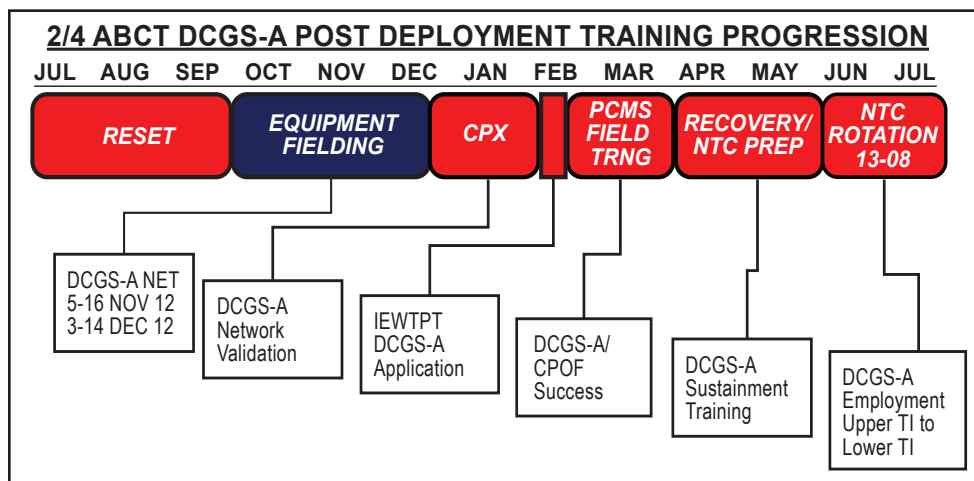 2/4 ABCT DCGS-A POST DEPLOYMENT TRAINING PROGRESSION
JUL AUG SEP OCT NOV DEC JAN FEB MAR APR MAY JUN JUL
RESET
EQUIPMENT
FIELDING
CPX
PCMS
FIELD
TRNG
RECOVERY/
NTC PREP
NTC
ROTATION
13-08
DCGS-A NET
5-16 NOV 12
3-14 DEC 12
DCGS-A
Network
Validation
IEWTPT
DCGS-A
Application
DCGS-A/
CPOF
Success
DCGS-A
Sustainment
Training
DCGS-A
Employment
Upper TI to
Lower TI